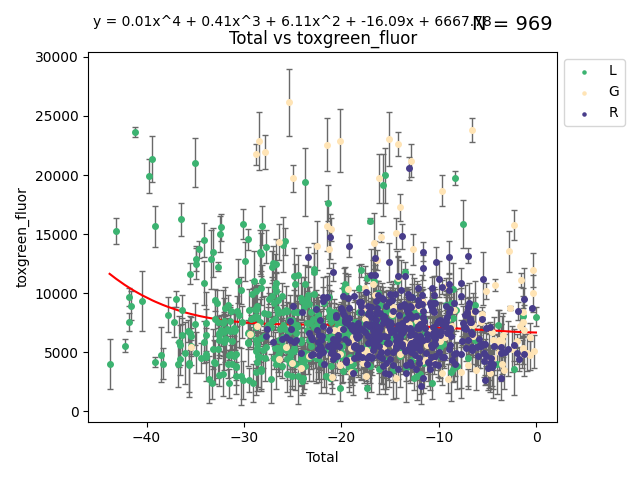 y = 0.01x^4 + 0.41x^3 + 6.11x^2 + -16.09x + 6667.78
N = 969
Total vs toxgreen_fluor
30000
25000
20000
15000
10000
5000
0
toxgreen_fluor
−40
−30
−20
−10
0
Total
L
G
R